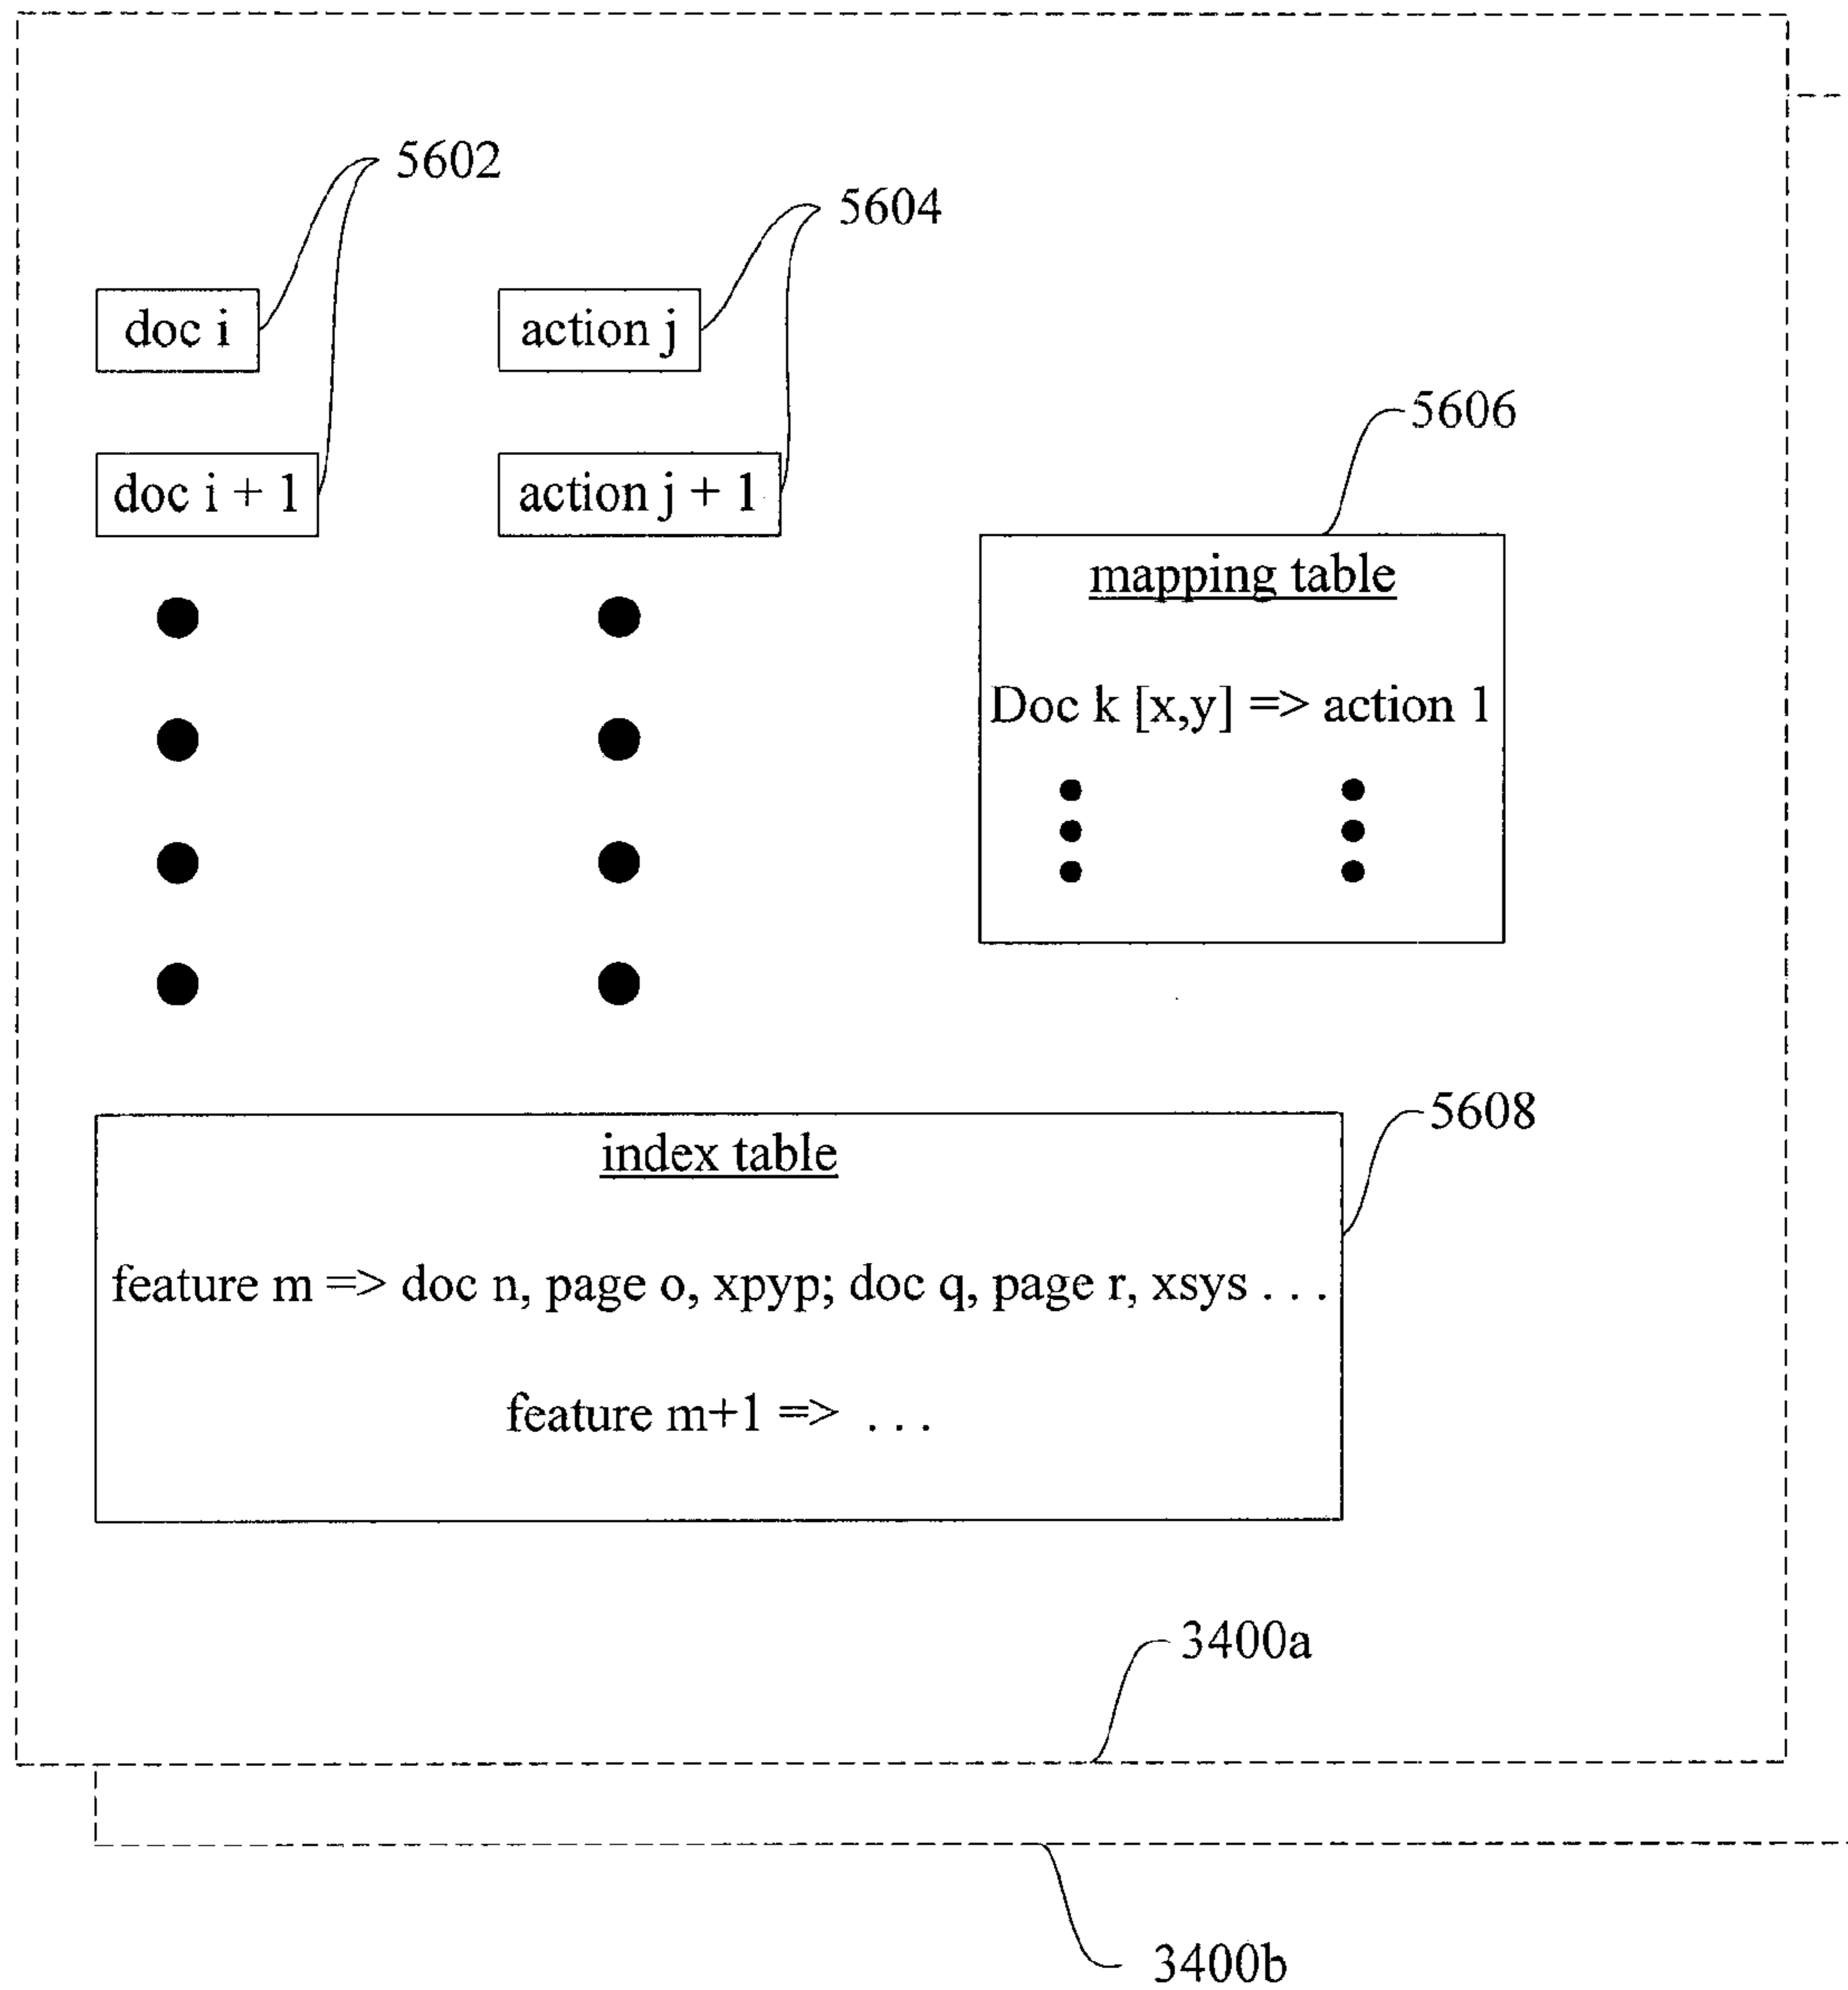 5602
5604
doc i
action j
5606
doc i + 1
action j + 1
mapping table
Doc k [x,y] => action 1
5608
index table
feature m => doc n, page o, xpyp; doc q, page r, xsys . . .
feature m+1 => . . .
3400a
3400b